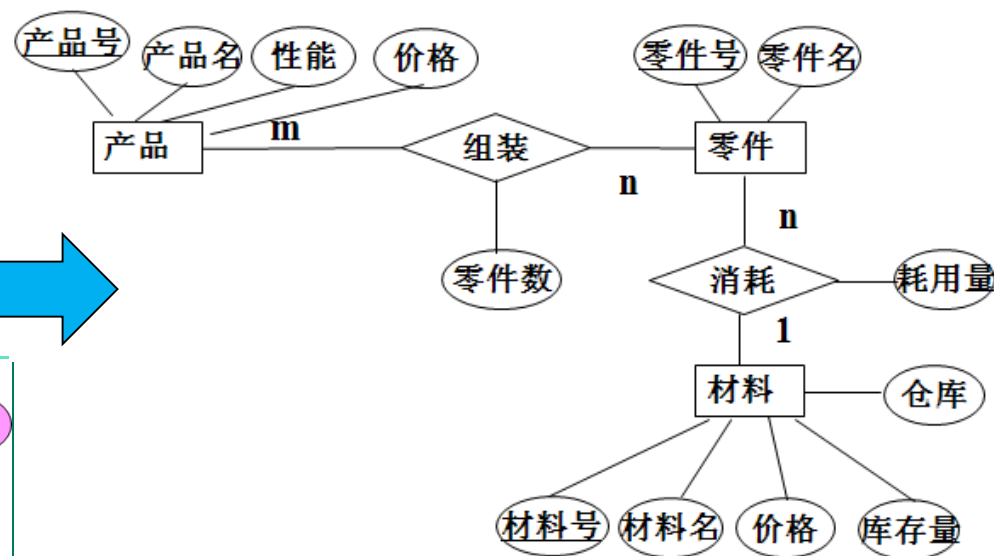 产品号
产品名
性能
价格
零件号
零件名
m
产品
组装
零件
n
n
零件数
消耗
耗用量
1
材料
仓库
材料号
材料名
价格
库存量